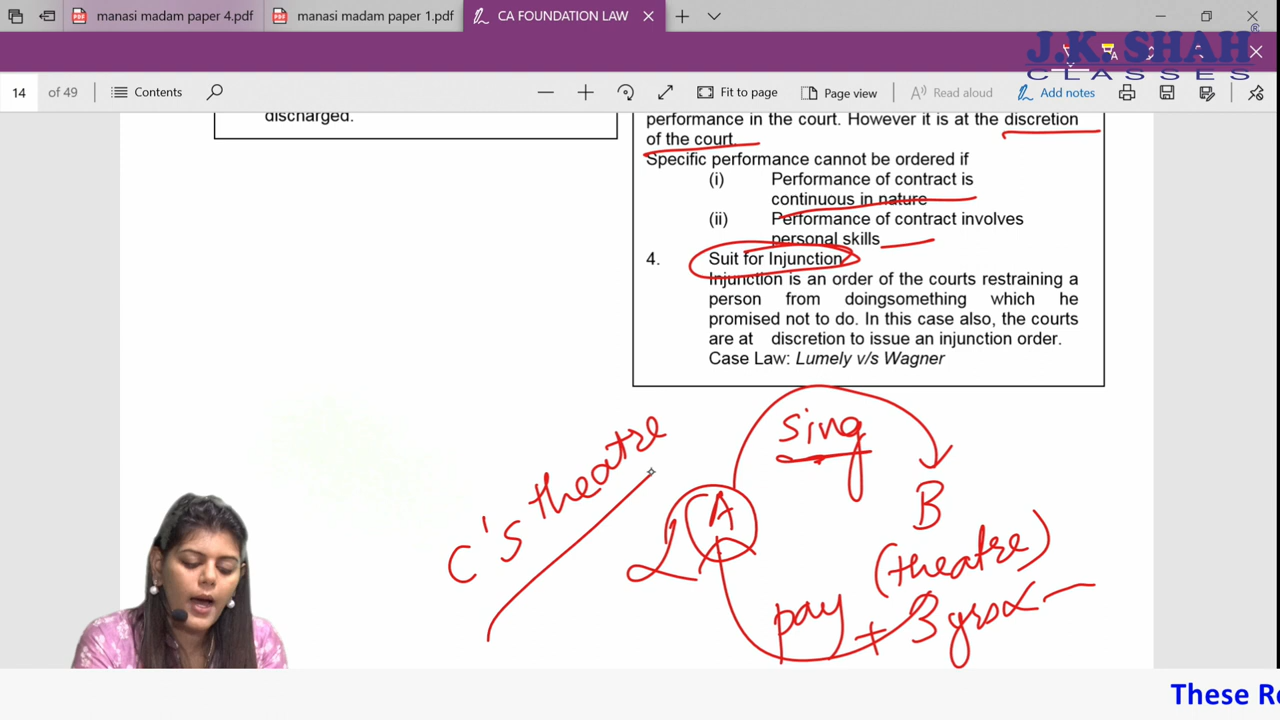 manasi madam paper 4.pdf
manasi madam paper 1.pdf
CA FOUNDATION LAW
J.K. SHAH®
CLASSES
14 of 49
Contents
Fit to page
Page view
Read aloud
Add notes
discharged.
performance in the court. However it is at the discretion
of the court.
Specific performance cannot be ordered if
(i) Performance of contract is
continuous in nature
(ii) Performance of contract involves
personal skills
4. Suit for Injunction
Injunction is an order of the courts restraining a
person from doingsomething which he
promised not to do. In this case also, the courts
are at discretion to issue an injunction order.
Case Law: Lumely v/s Wagner
sing
C's theatre
A
B
(theatre)
pay
+ 3 yrs
These Re